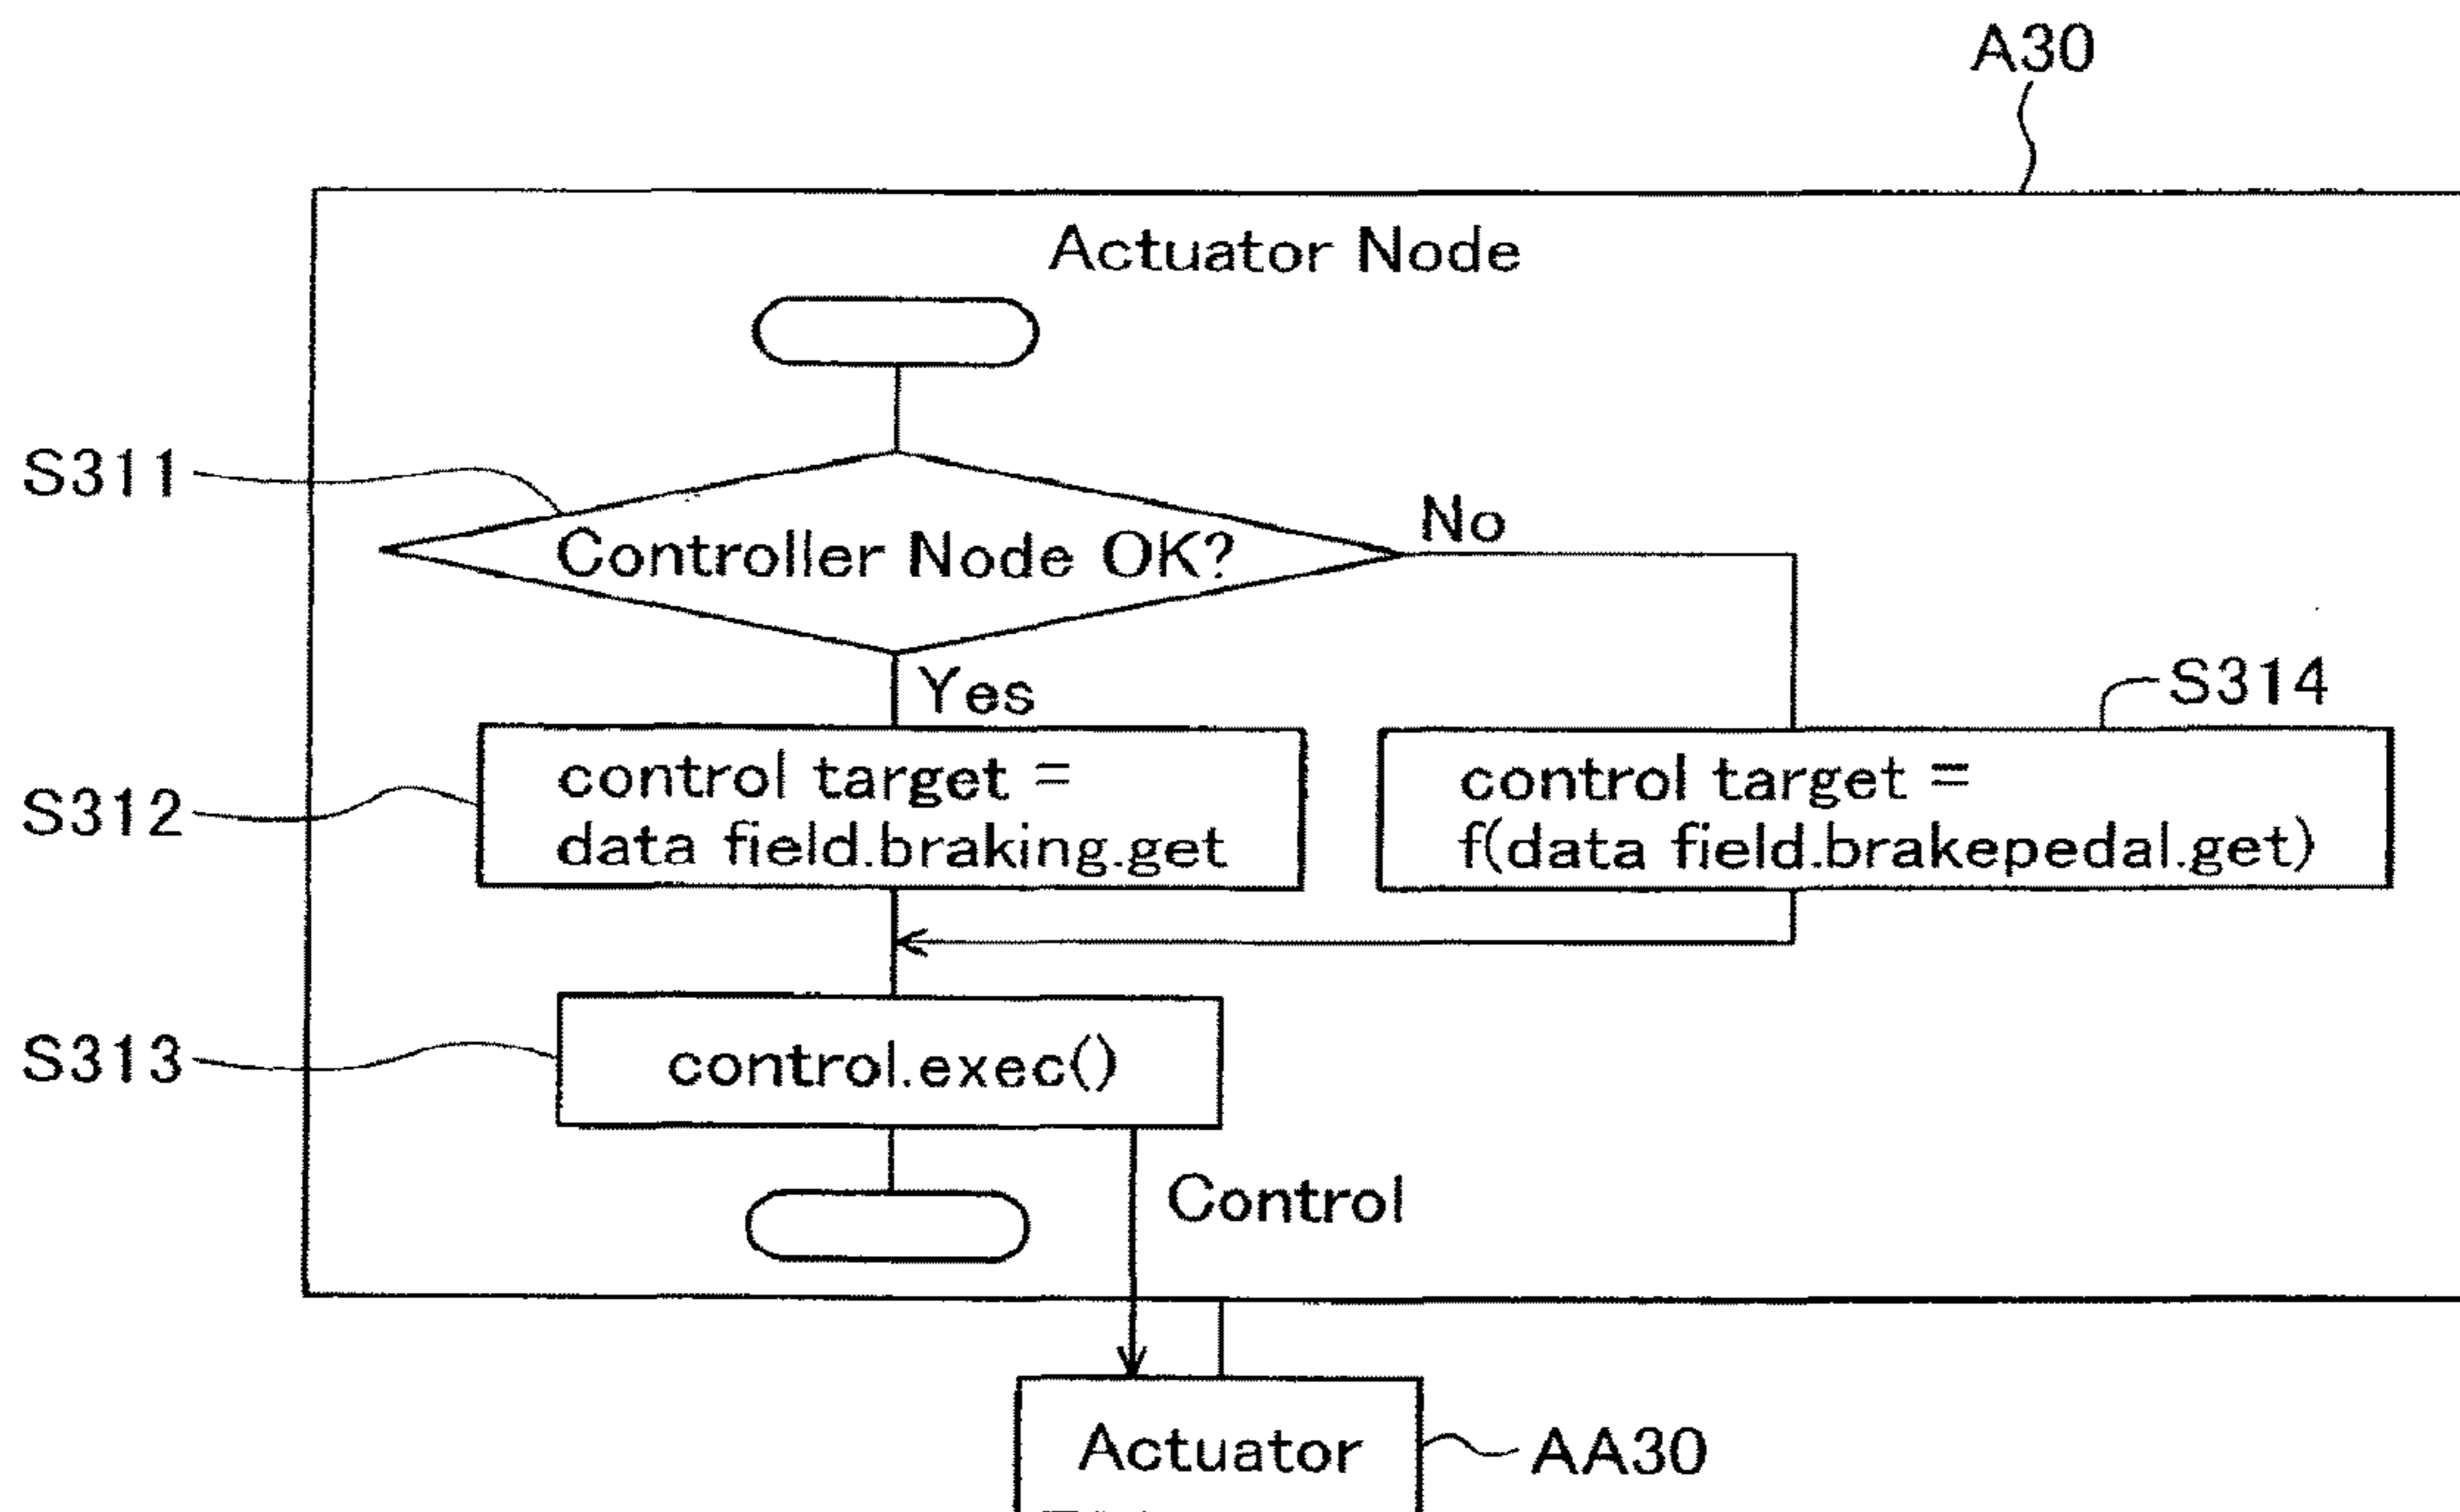 A30
Actuator Node
S311
Controller Node OK?
No
Yes
S314
S312
control target =
data field.braking.get
control target =
f(data field.brakepedal.get)
S313
control.exec()
Control
Actuator
AA30